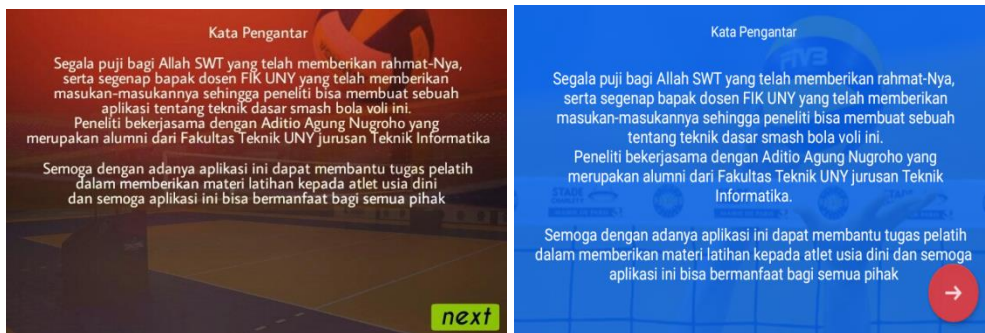 Kata Pengantar
Segala puji bagi Allah SWT yang telah memberikan rahmat-Nya,
serta segenap bapak dosen FIK UNY yang telah memberikan
masukan-masukannya sehingga peneliti bisa membuat sebuah
aplikasi tentang teknik dasar smash bola voli ini.
Peneliti bekerjasama dengan Aditio Agung Nugroho yang
merupakan alumni dari Fakultas Teknik UNY jurusan Teknik Informatika
Semoga dengan adanya aplikasi ini dapat membantu tugas pelatih
dalam memberikan materi latihan kepada atlet usia dini
dan semoga aplikasi ini bisa bermanfaat bagi semua pihak
next
Kata Pengantar
FIVB
Segala puji bagi Allah SWT yang telah memberikan rahmat-Nya,
serta segenap bapak dosen FIK UNY yang telah memberikan
masukan-masukannya sehingga peneliti bisa membuat sebuah
tentang teknik dasar smash bola voli ini.
Peneliti bekerjasama dengan Aditio Agung Nugroho yang
merupakan alumni dari Fakultas Teknik UNY jurusan Teknik
Informatika.
STADE
Semoga dengan adanya aplikasi ini dapat membantu tugas pelatih
dalam memberikan materi latihan kepada atlet usia dini dan semoga
aplikasi ini bisa bermanfaat bagi semua pihak